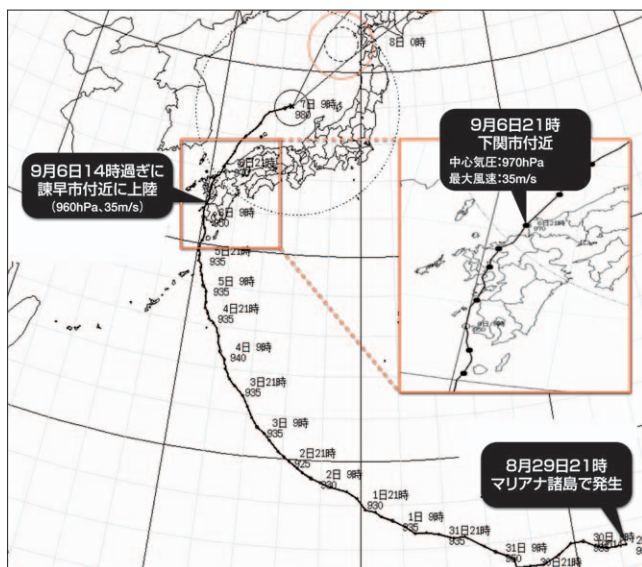 8日 0時
7日 9時
980
9月6日21時
下関市付近
中心気圧:970hPa
最大風速:35m/s
9月6日14時過ぎに
諫早市付近に上陸
(960hPa、35m/s)
6日21時
970
6日 9時
950
5日21時
935
5日 9時
935
4日21時
935
4日 9時
940
3日21時
935
3日 9時
935
2日21時
925
2日 9時
930
1日21時
930
1日 9時
935
31日21時
935
31日 9時
950
30日21時
8月29日21時
マリアナ諸島で発生